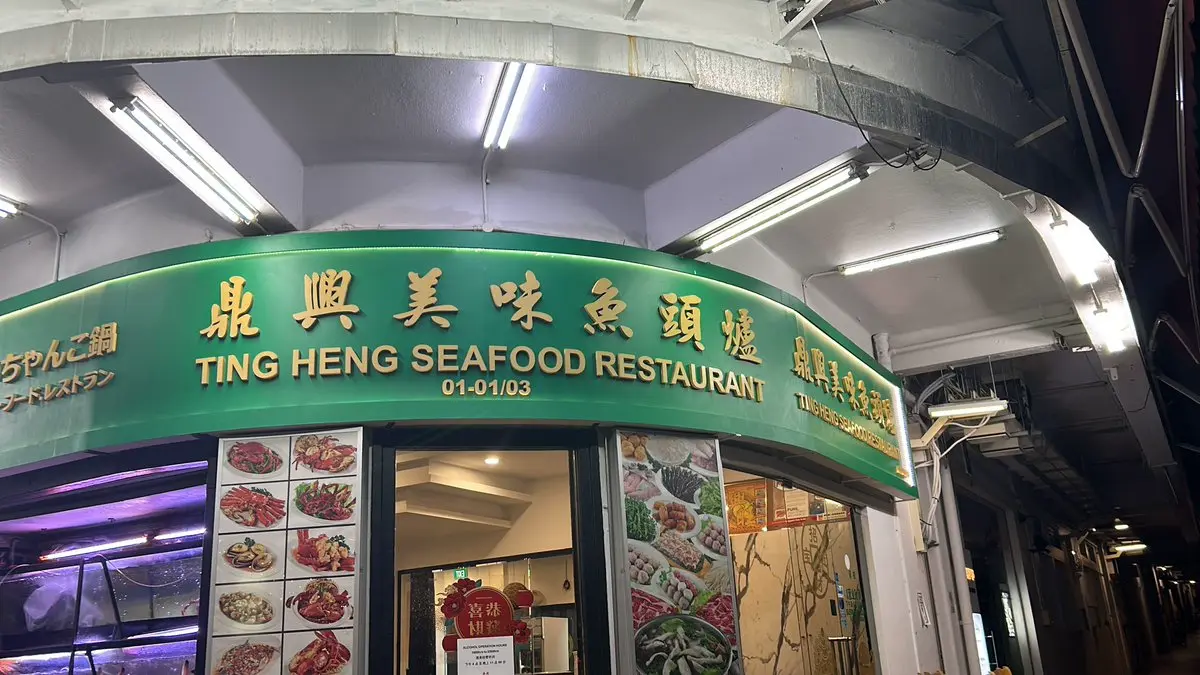 ちゃんこ鍋
フードレストラン
鼎興美味魚頭爐
TING HENG SEAFOOD RESTAURANT
01-01/03
鼎興美味魚頭爐
TING HENG SEAFOOD RESTAURANT
恭喜